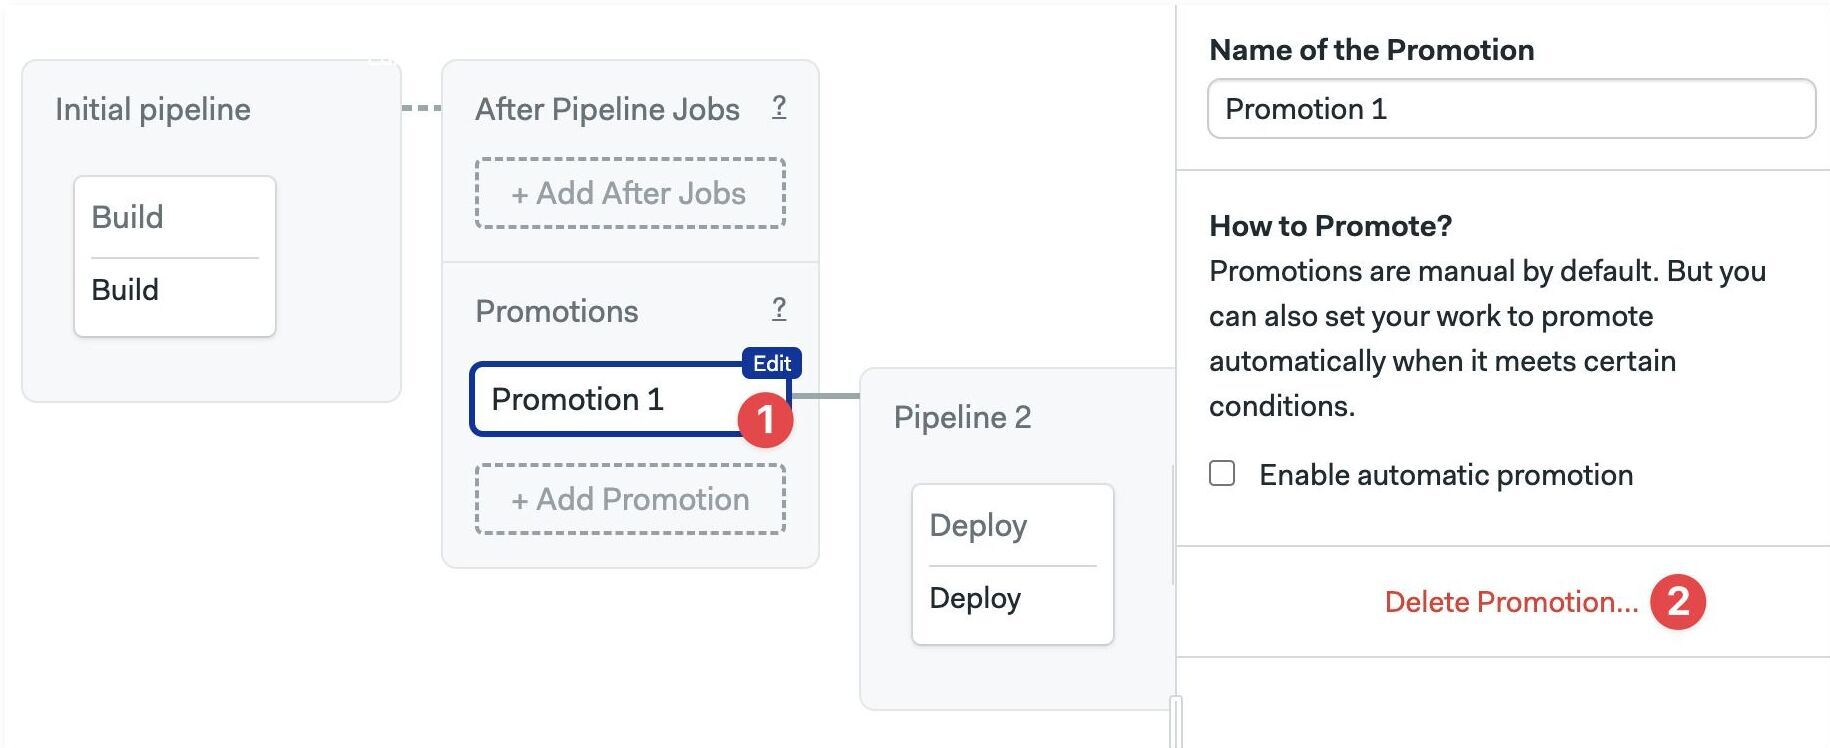 Initial pipeline
Build
Build
After Pipeline Jobs ?
+ Add After Jobs
Promotions ?
Edit
Promotion 1
1
+ Add Promotion
Pipeline 2
Deploy
Deploy
Name of the Promotion
Promotion 1
How to Promote?
Promotions are manual by default. But you
can also set your work to promote
automatically when it meets certain
conditions.
Enable automatic promotion
Delete Promotion... 2